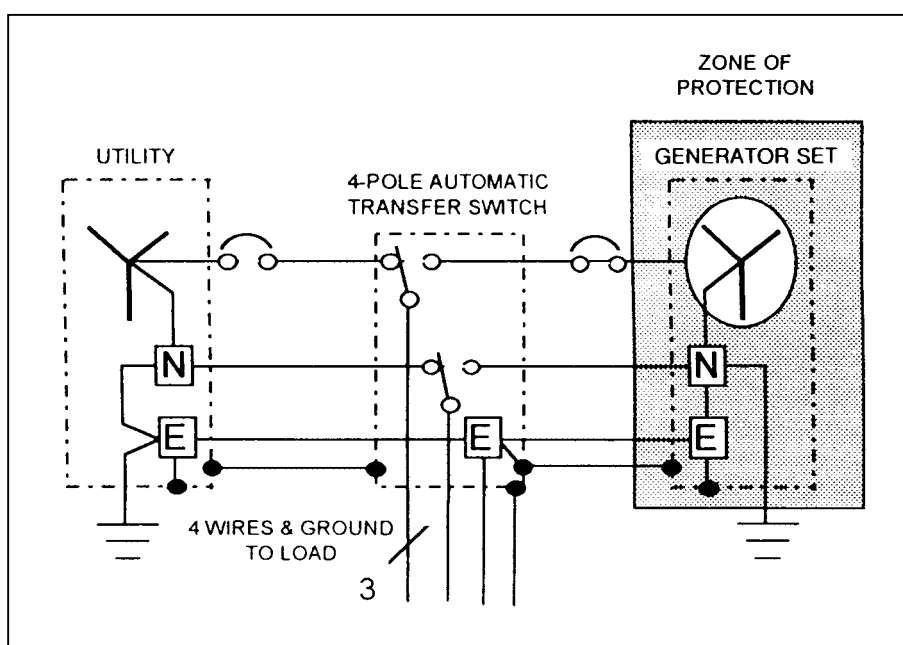 ZONE OF
PROTECTION
UTILITY
GENERATOR SET
4-POLE AUTOMATIC
TRANSFER SWITCH
N
N
E
E
E
4 WIRES & GROUND
TO LOAD
3